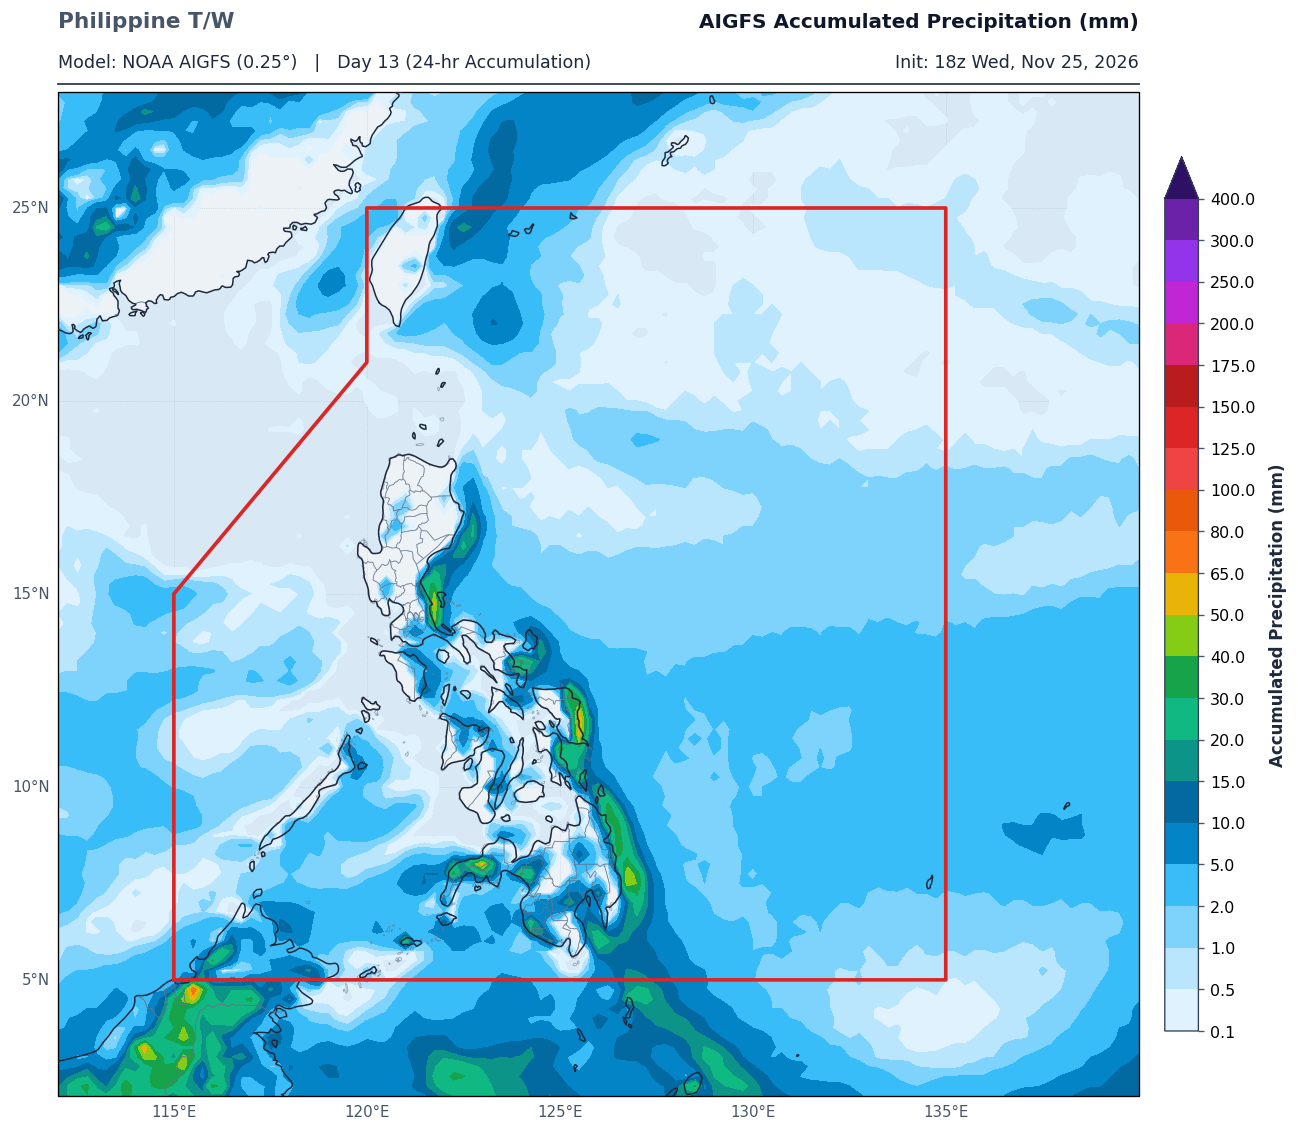 Philippine T/W
AIGFS Accumulated Precipitation (mm)
Model: NOAA AIGFS (0.25°)   |   Day 13 (24-hr Accumulation)
Init: 18z Wed, Nov 25, 2026
25°N
20°N
15°N
10°N
5°N
115°E
120°E
125°E
130°E
135°E
400.0
300.0
250.0
200.0
175.0
150.0
125.0
100.0
80.0
65.0
50.0
40.0
30.0
20.0
15.0
10.0
5.0
2.0
1.0
0.5
0.1
Accumulated Precipitation (mm)